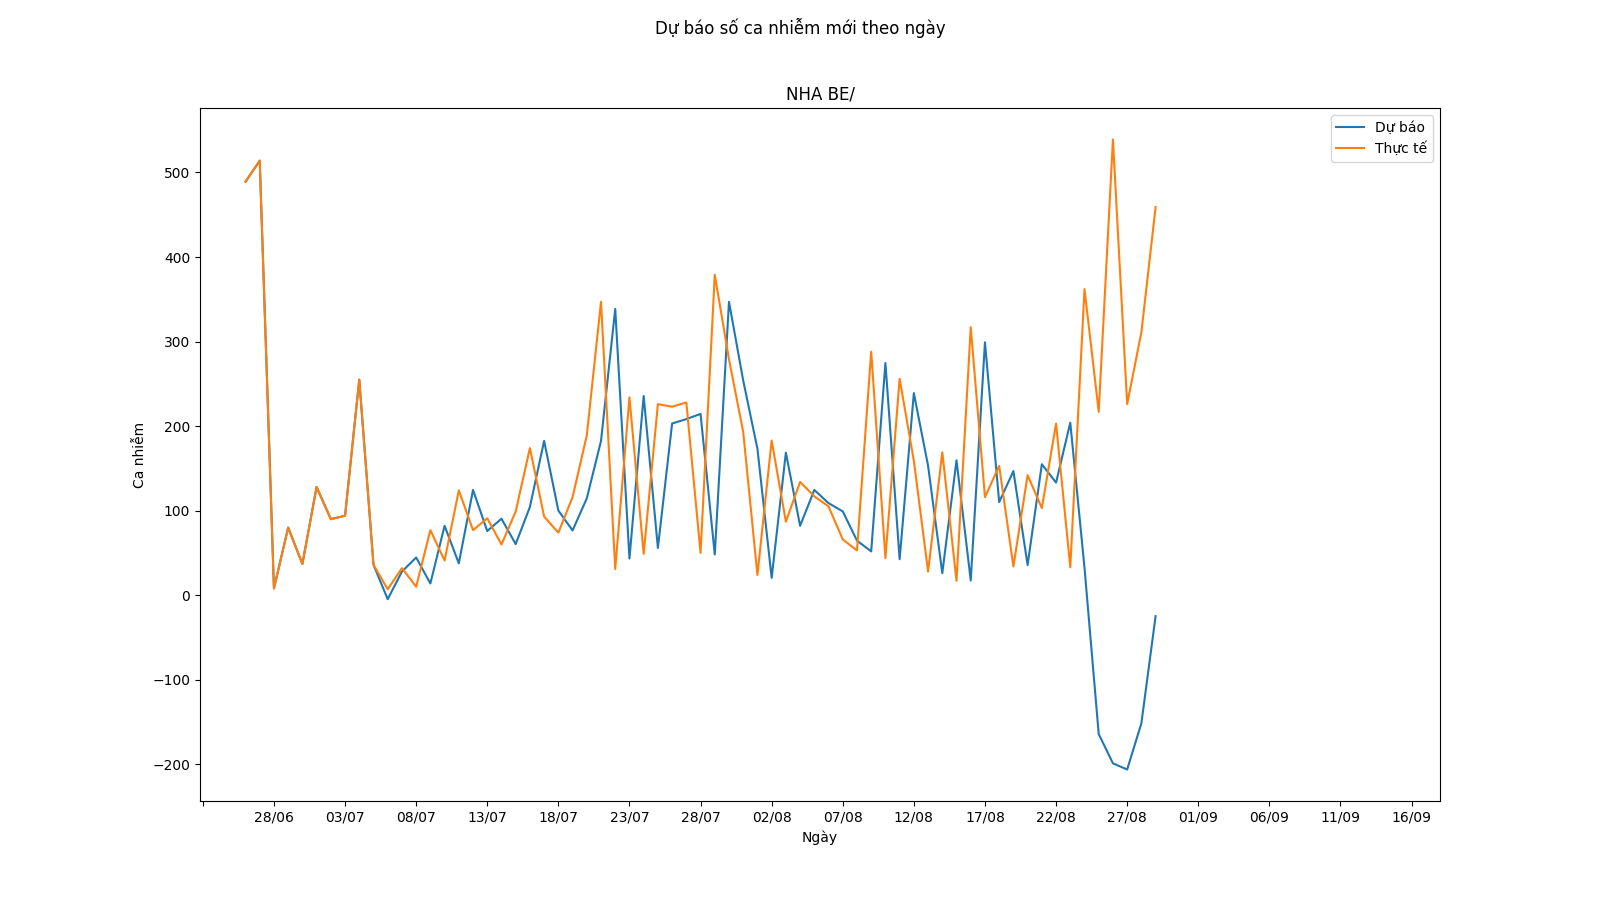 Dự báo số ca nhiễm mới theo ngày
NHA BE/
Dự báo
Thực tế
500
400
300
200
100
0
−100
−200
Ca nhiễm
28/06 03/07 08/07 13/07 18/07 23/07 28/07 02/08 07/08 12/08 17/08 22/08 27/08 01/09 06/09 11/09 16/09
Ngày